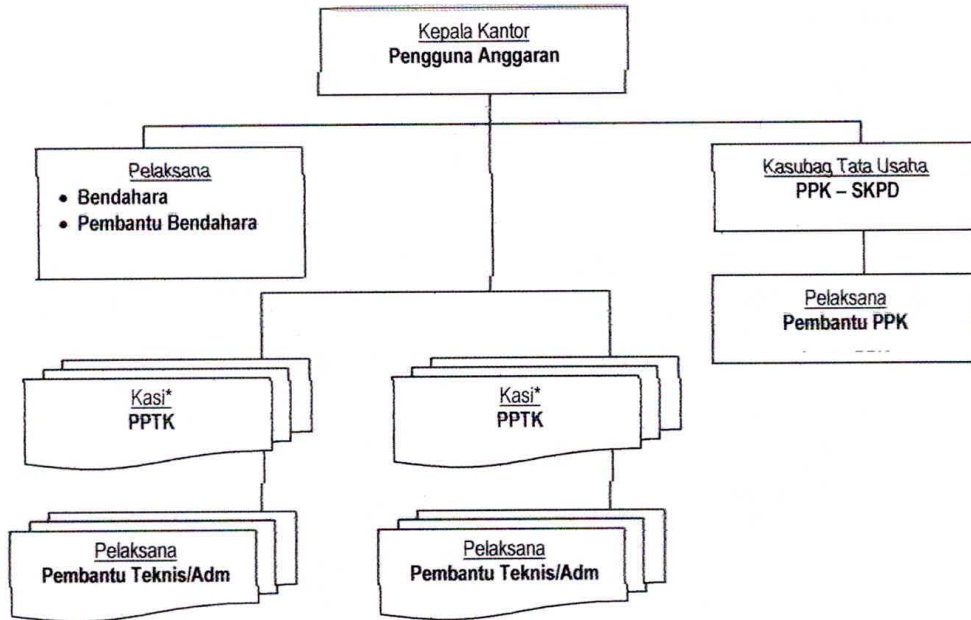 Kepala Kantor
Pengguna Anggaran
Pelaksana
• Bendahara
• Pembantu Bendahara
Kasubag Tata Usaha
PPK – SKPD
Pelaksana
Pembantu PPK
Kasi*
PPTK
Kasi*
PPTK
Pelaksana
Pembantu Teknis/Adm
Pelaksana
Pembantu Teknis/Adm